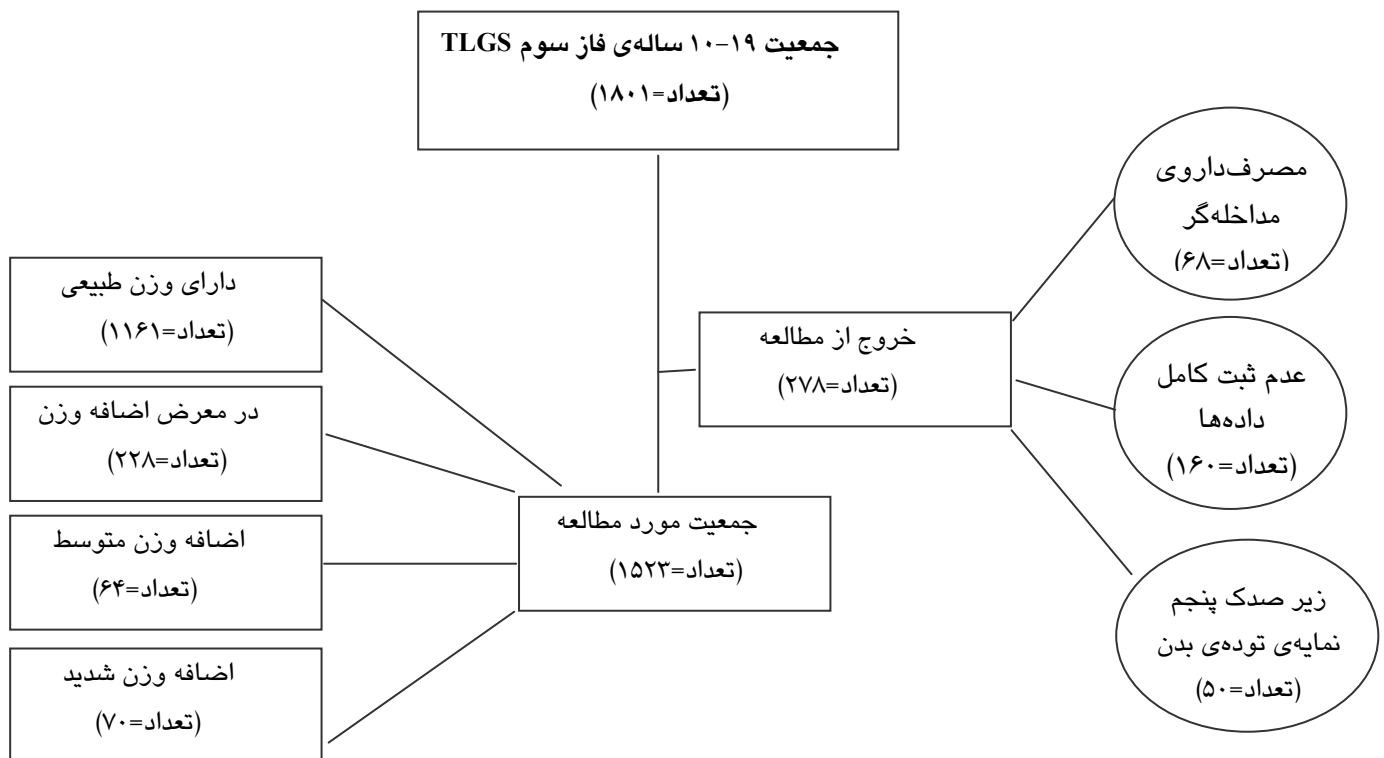 جمعیت ۱۹-۱۰ ساله‌ی فاز سوم TLGS
(تعداد=۱۸۰۱)
مصرف‌داروی
مداخله‌گر
(تعداد=۶۸)
خروج از مطالعه
(تعداد=۲۷۸)
عدم ثبت کامل
داده‌ها
(تعداد=۱۶۰)
زیر صدک پنجم
نمایه‌ی توده‌ی بدن
(تعداد=۵۰)
جمعیت مورد مطالعه
(تعداد=۱۵۲۳)
دارای وزن طبیعی
(تعداد=۱۱۶۱)
در معرض اضافه وزن
(تعداد=۲۲۸)
اضافه وزن متوسط
(تعداد=۶۴)
اضافه وزن شدید
(تعداد=۷۰)